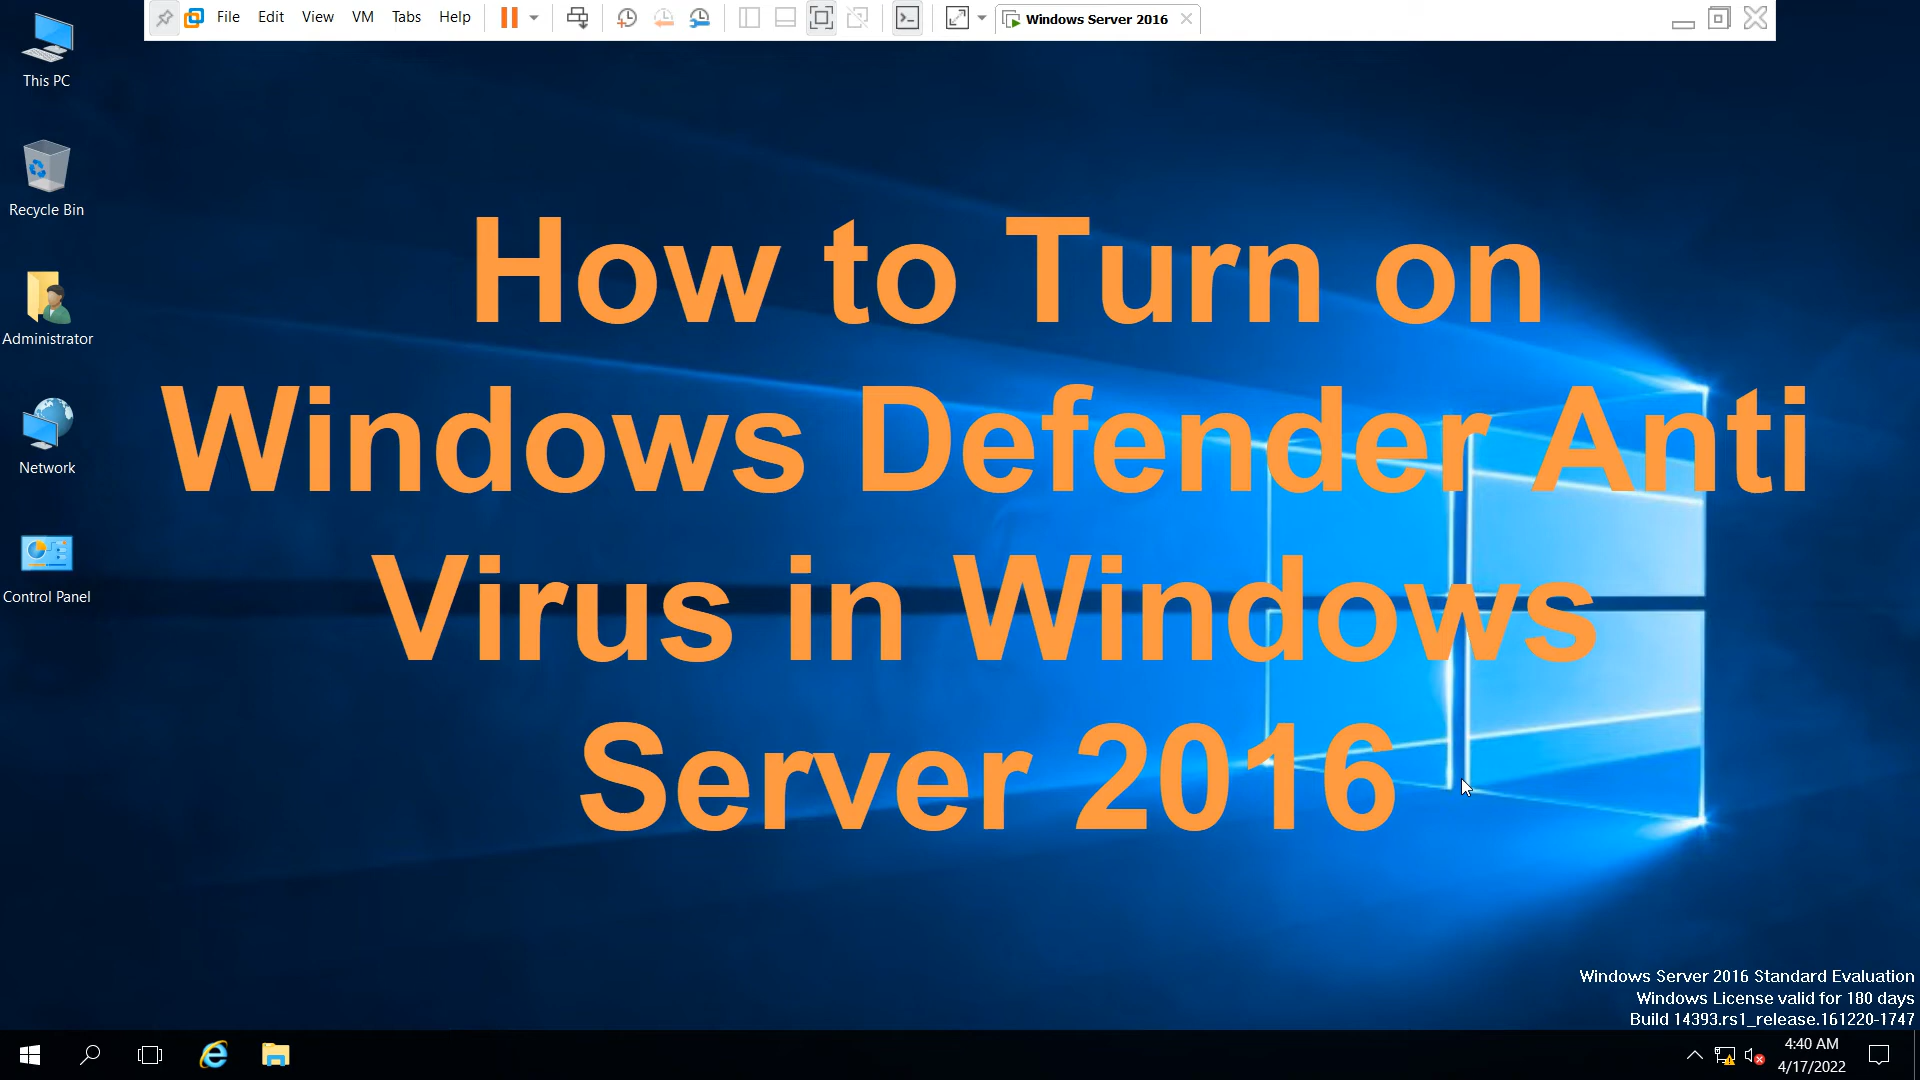 File Edit View VM Tabs Help
Windows Server 2016
This PC
Recycle Bin
Administrator
Network
Control Panel
How to Turn on
Windows Defender Anti
Virus in Windows
Server 2016
Windows Server 2016 Standard Evaluation
Windows License valid for 180 days
Build 14393.rs1_release.161220-1747
4:40 AM
4/17/2022